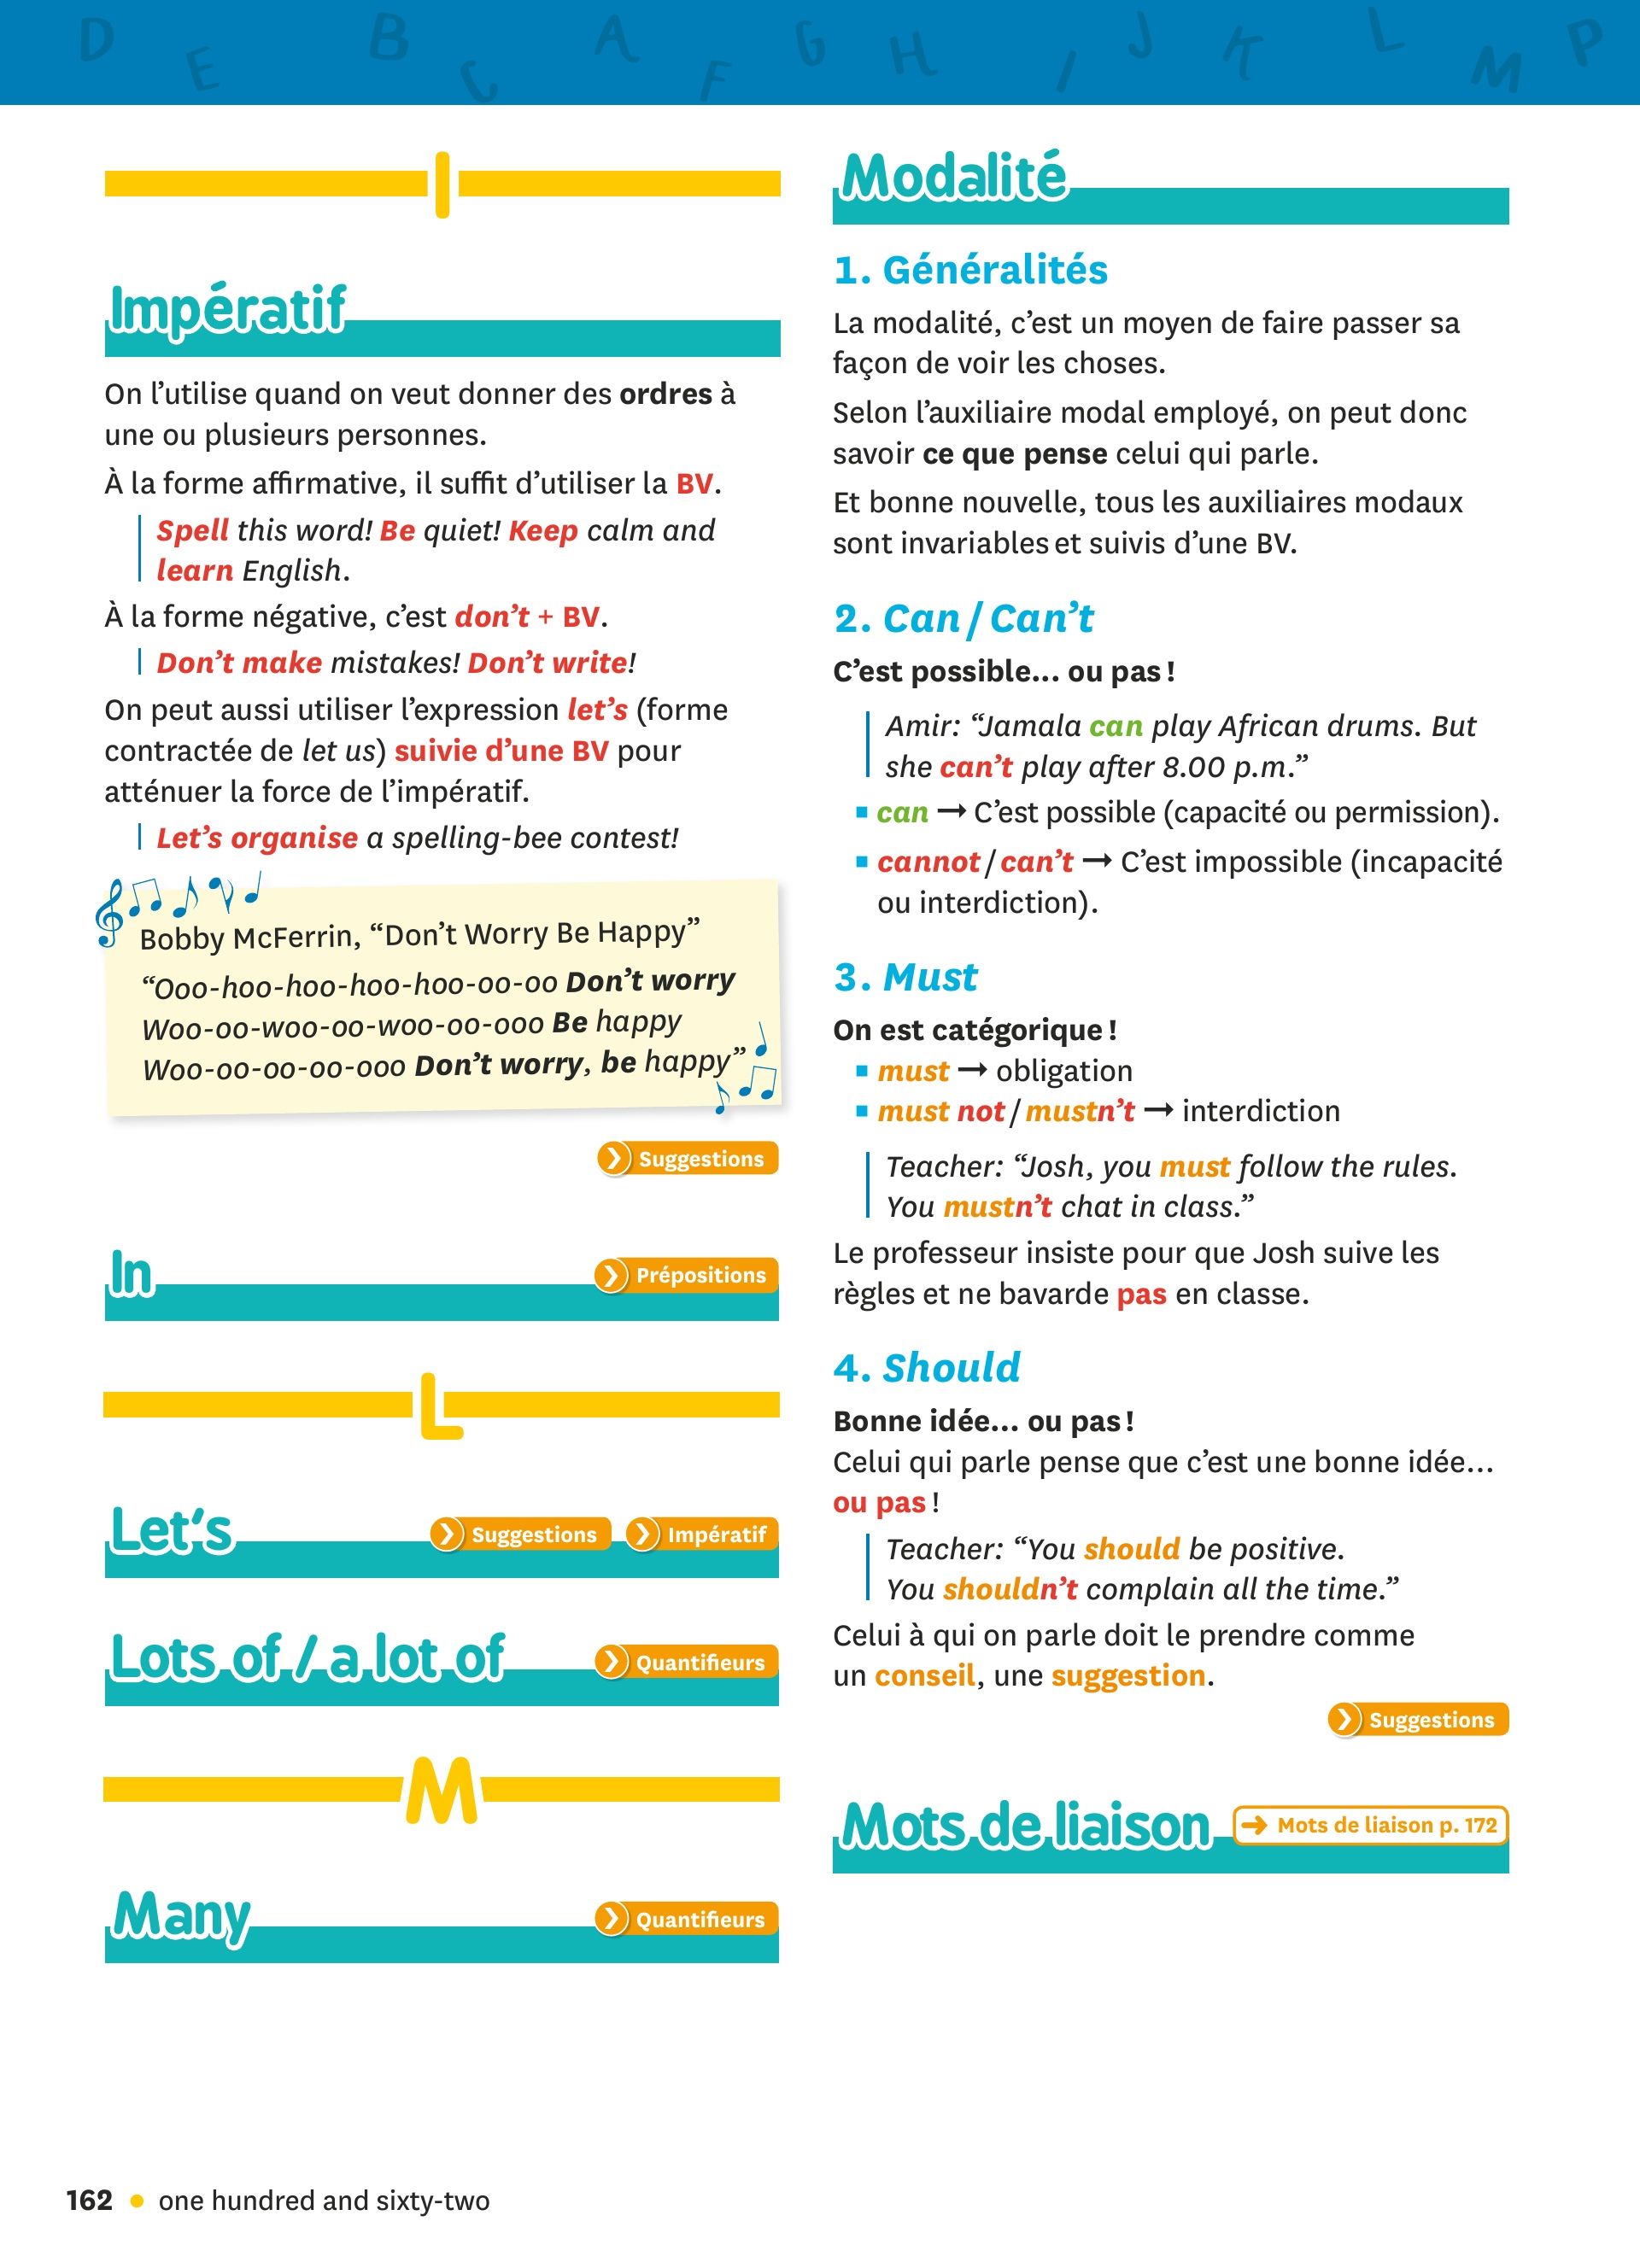 D E B C A F G H I J K L M P
I
Impératif
On l’utilise quand on veut donner des ordres à
une ou plusieurs personnes.
À la forme affirmative, il suffit d’utiliser la BV.
Spell this word! Be quiet! Keep calm and
learn English.
À la forme négative, c’est don’t + BV.
Don’t make mistakes! Don’t write!
On peut aussi utiliser l’expression let’s (forme
contractée de let us) suivie d’une BV pour
atténuer la force de l’impératif.
Let’s organise a spelling-bee contest!
Bobby McFerrin, “Don’t Worry Be Happy”
“Ooo-hoo-hoo-hoo-hoo-oo-oo Don’t worry
Woo-oo-woo-oo-woo-oo-ooo Be happy
Woo-oo-oo-oo-ooo Don’t worry, be happy”
Suggestions
In
Prépositions
L
Let’s
Suggestions
Impératif
Lots of / a lot of
Quantifieurs
M
Many
Quantifieurs
Modalité
1. Généralités
La modalité, c’est un moyen de faire passer sa
façon de voir les choses.
Selon l’auxiliaire modal employé, on peut donc
savoir ce que pense celui qui parle.
Et bonne nouvelle, tous les auxiliaires modaux
sont invariables et suivis d’une BV.
2. Can / Can’t
C’est possible… ou pas !
Amir: “Jamala can play African drums. But
she can’t play after 8.00 p.m.”
■ can → C’est possible (capacité ou permission).
■ cannot / can’t → C’est impossible (incapacité
ou interdiction).
3. Must
On est catégorique !
■ must → obligation
■ must not / mustn’t → interdiction
Teacher: “Josh, you must follow the rules.
You mustn’t chat in class.”
Le professeur insiste pour que Josh suive les
règles et ne bavarde pas en classe.
4. Should
Bonne idée… ou pas !
Celui qui parle pense que c’est une bonne idée…
ou pas !
Teacher: “You should be positive.
You shouldn’t complain all the time.”
Celui à qui on parle doit le prendre comme
un conseil, une suggestion.
Suggestions
Mots de liaison
→ Mots de liaison p. 172
162 • one hundred and sixty-two